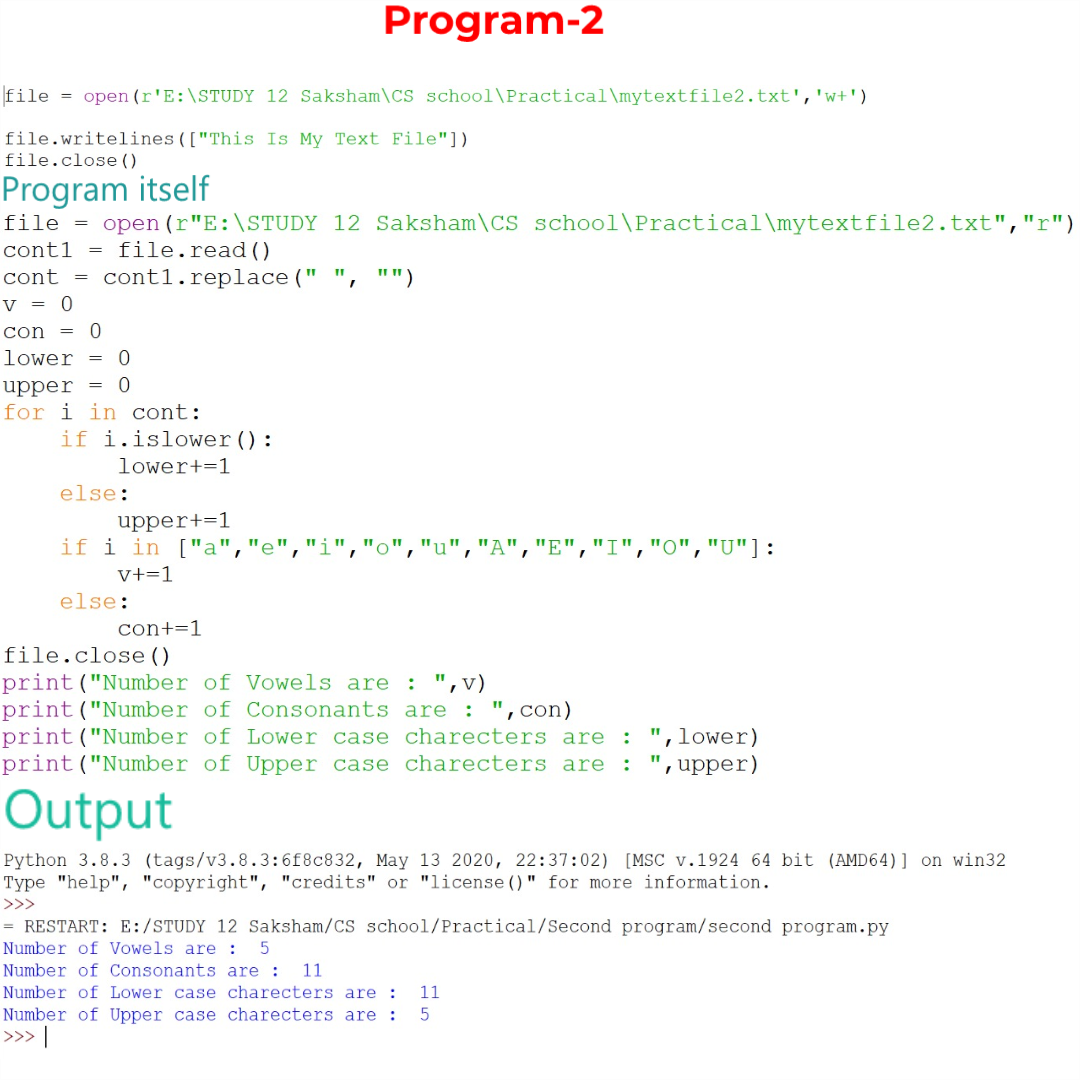 Program-2
file = open(r'E:\STUDY 12 Saksham\CS school\Practical\mytextfile2.txt','w+')
file.writelines(["This Is My Text File"])
file.close()
Program itself
file = open(r"E:\STUDY 12 Saksham\CS school\Practical\mytextfile2.txt","r")
cont1 = file.read()
cont = cont1.replace(" ", "")
v = 0
con = 0
lower = 0
upper = 0
for i in cont:
    if i.islower():
        lower+=1
    else:
        upper+=1
    if i in ["a","e","i","o","u","A","E","I","O","U"]:
        v+=1
    else:
        con+=1
file.close()
print("Number of Vowels are : ",v)
print("Number of Consonants are : ",con)
print("Number of Lower case charecters are : ",lower)
print("Number of Upper case charecters are : ",upper)
Output
Python 3.8.3 (tags/v3.8.3:6f8c832, May 13 2020, 22:37:02) [MSC v.1924 64 bit (AMD64)] on win32
Type "help", "copyright", "credits" or "license()" for more information.
>>>
= RESTART: E:/STUDY 12 Saksham/CS school/Practical/Second program/second program.py
Number of Vowels are :  5
Number of Consonants are :  11
Number of Lower case charecters are :  11
Number of Upper case charecters are :  5
>>>